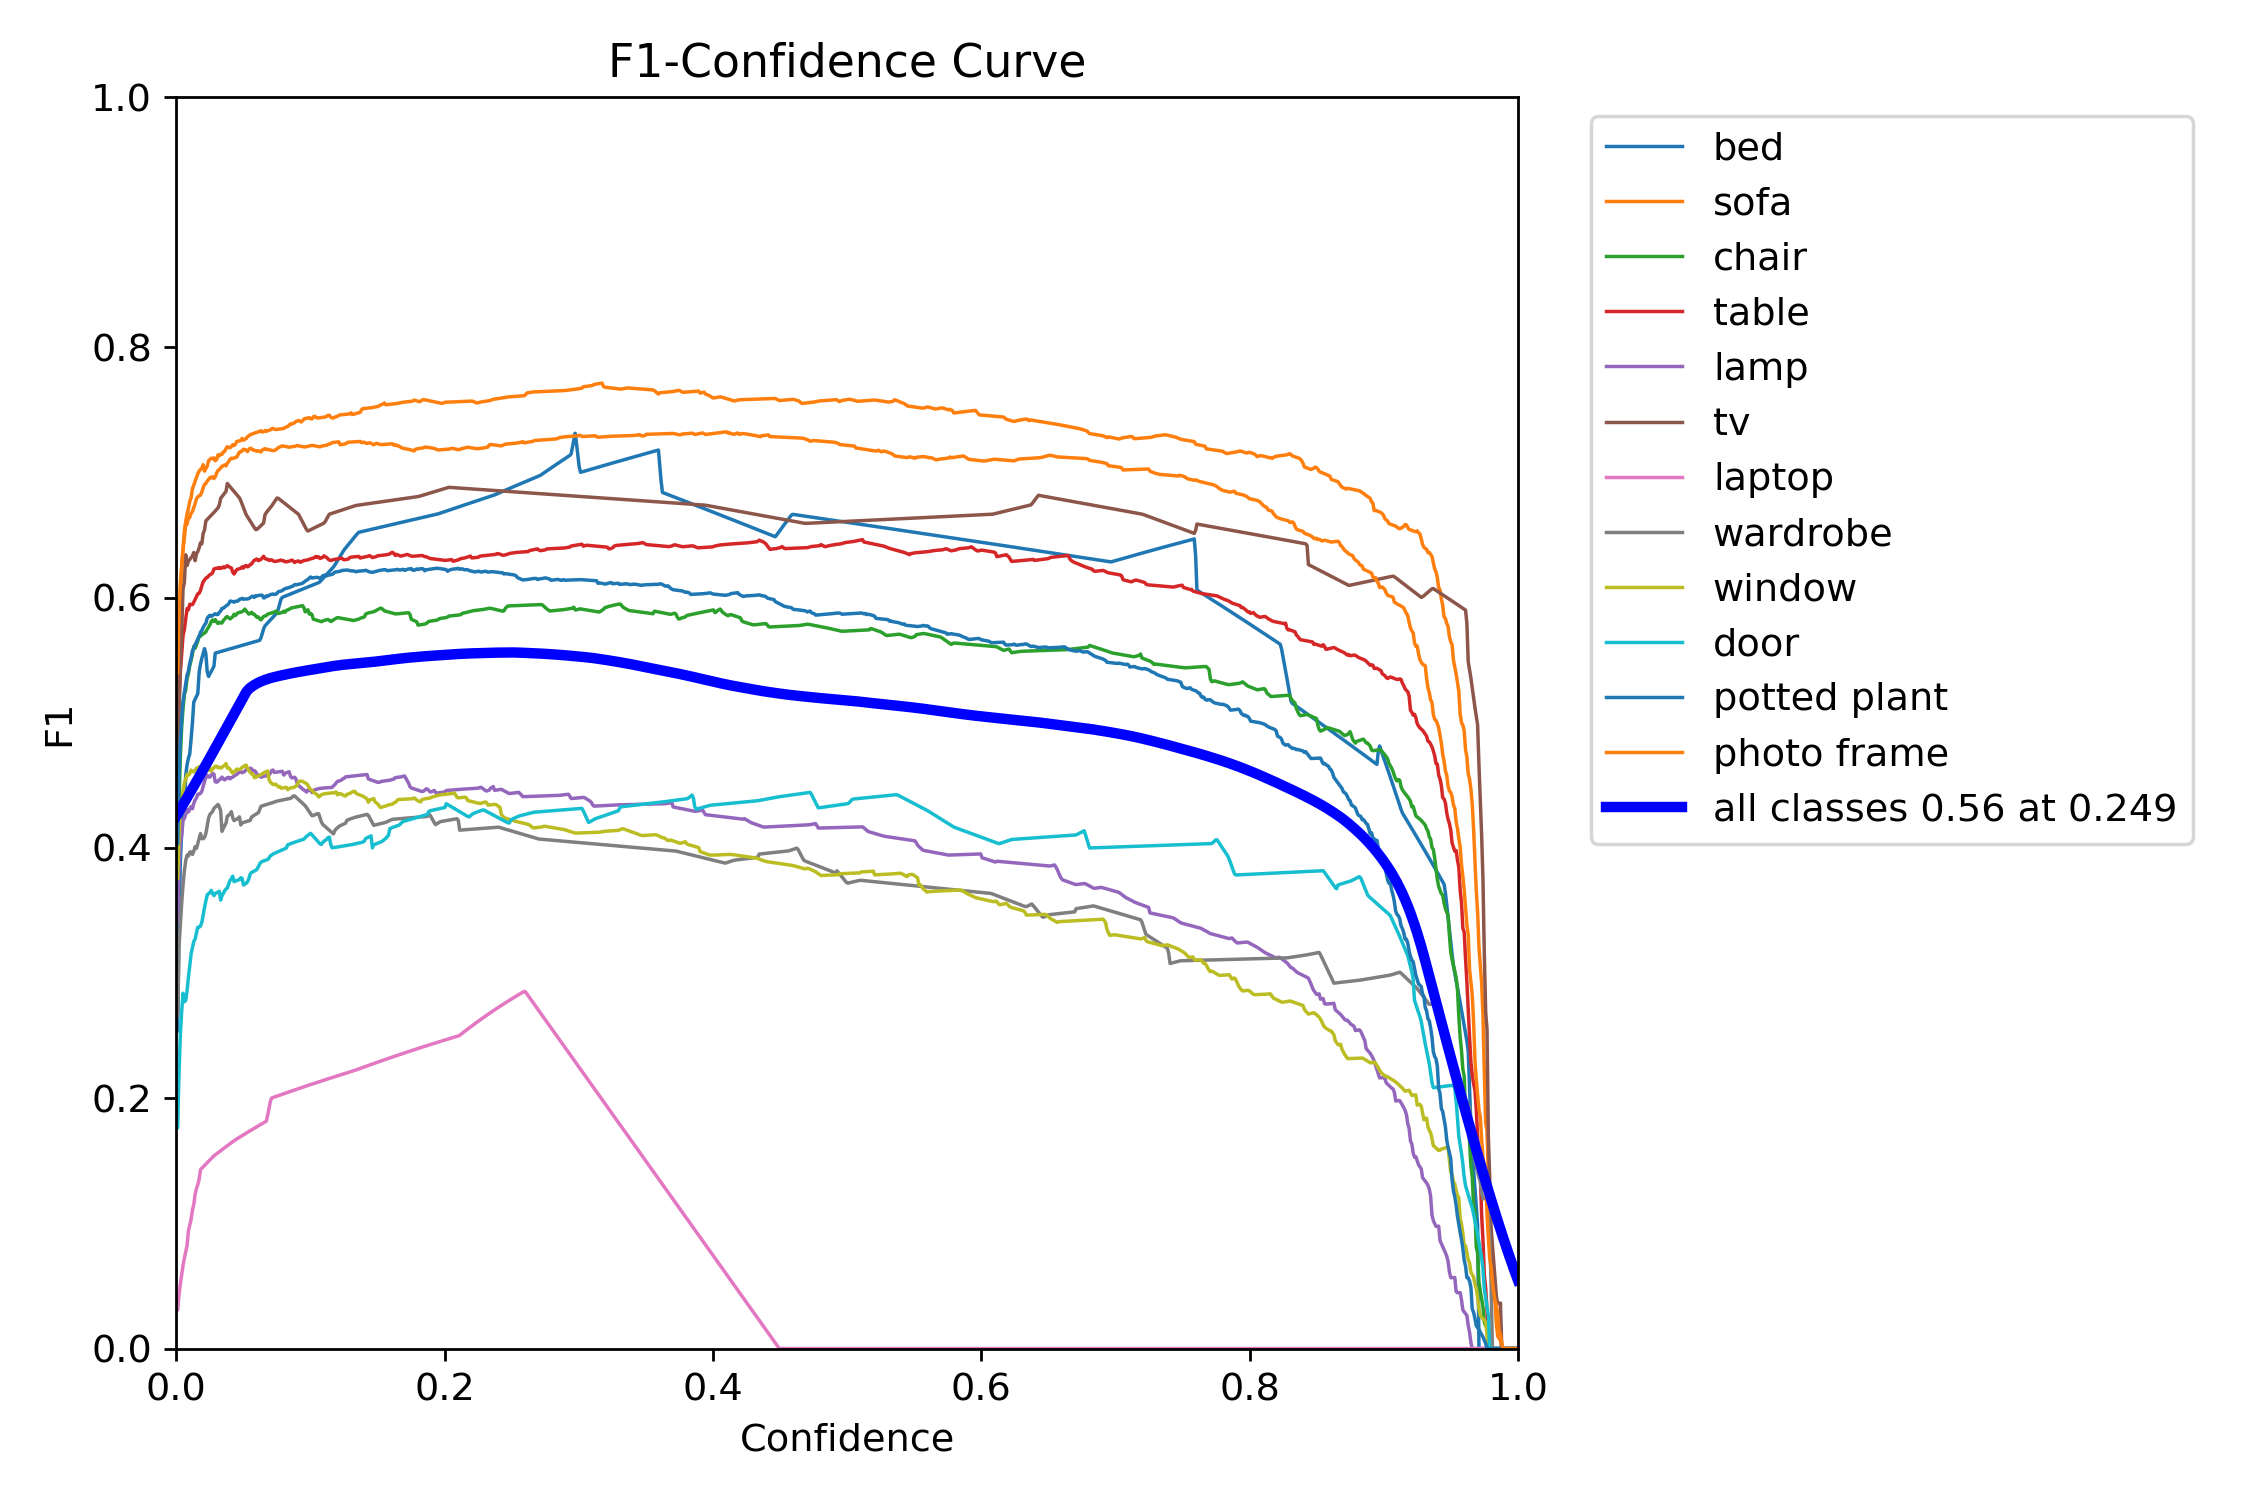 F1-Confidence Curve
1.0
0.8
0.6
0.4
0.2
0.0
F1
0.0 0.2 0.4 0.6 0.8 1.0
Confidence
bed
sofa
chair
table
lamp
tv
laptop
wardrobe
window
door
potted plant
photo frame
all classes 0.56 at 0.249